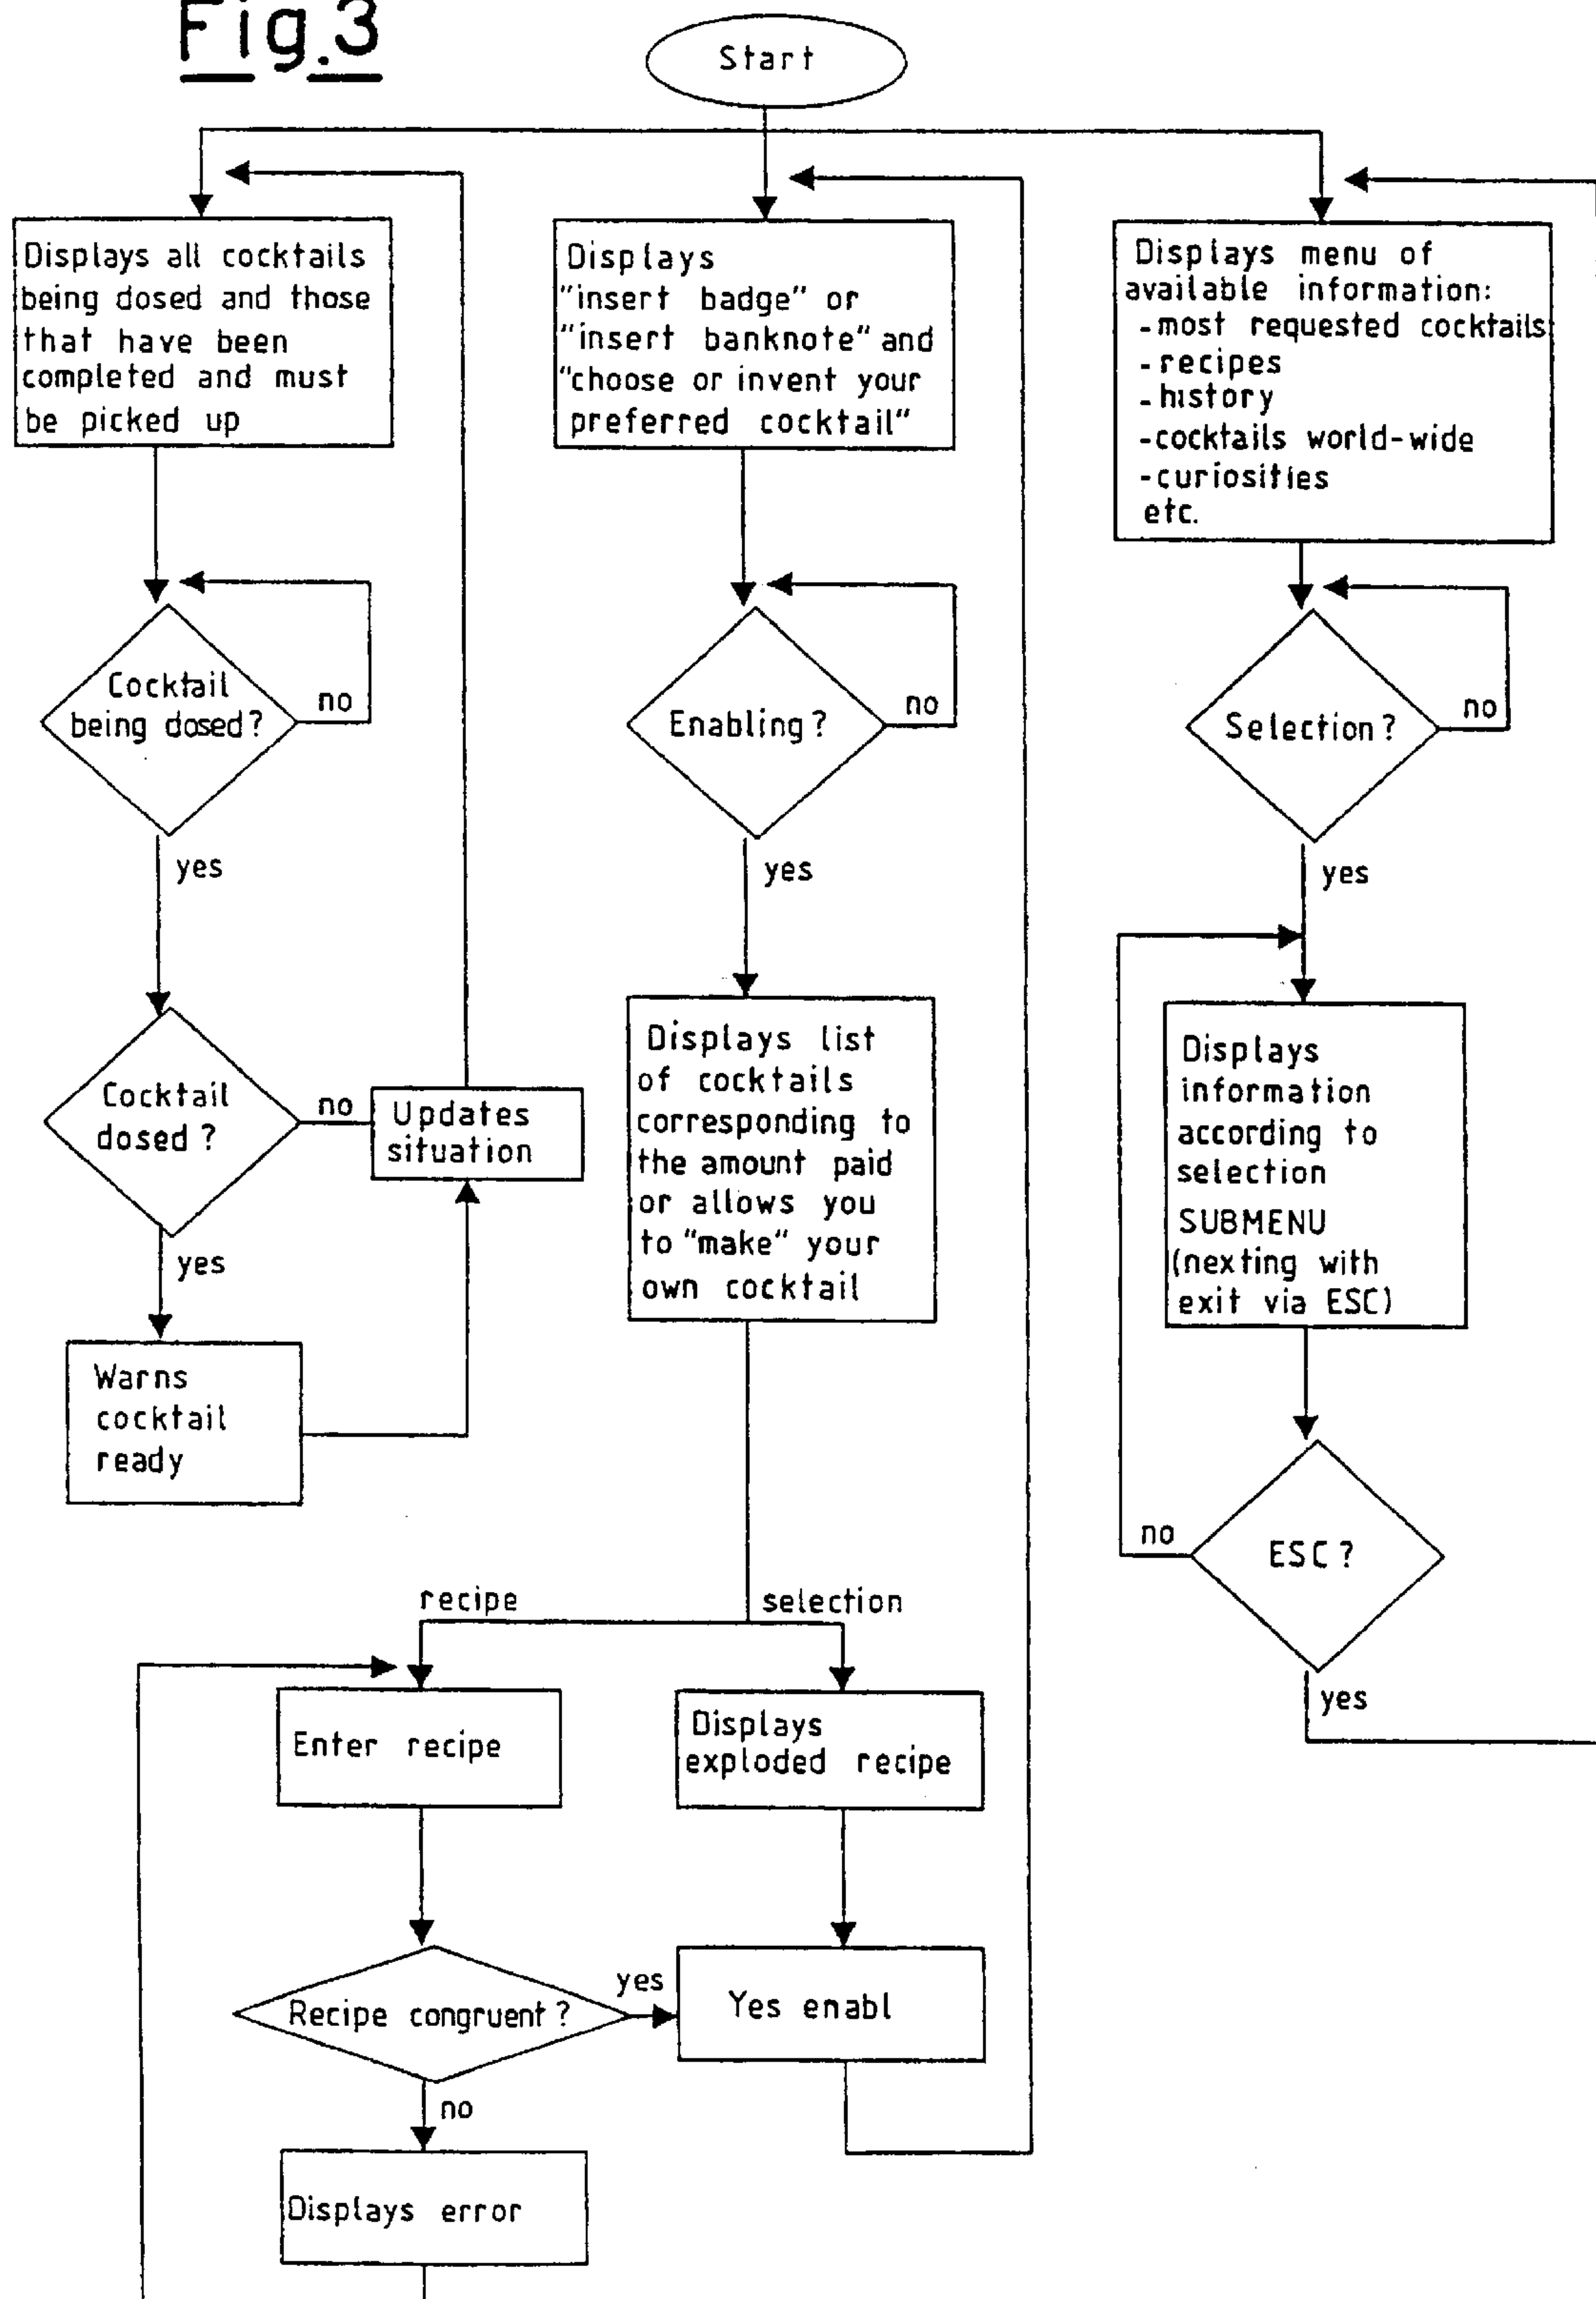 Fig.3
Start
Displays all cocktails
being dosed and those
that have been
completed and must
be picked up
Displays
"insert badge" or
"insert banknote" and
"choose or invent your
preferred cocktail"
Displays menu of
available information:
-most requested cocktails
-recipes
-history
-cocktails world-wide
-curiosities
etc.
Cocktail
being dosed?
no
yes
Enabling?
no
yes
Selection?
no
yes
Cocktail
dosed?
no
yes
Updates
situation
Displays list
of cocktails
corresponding to
the amount paid
or allows you
to "make" your
own cocktail
Displays
information
according to
selection
SUBMENU
(nexting with
exit via ESC)
Warns
cocktail
ready
ESC?
no
yes
recipe
selection
Enter recipe
Displays
exploded recipe
Recipe congruent?
yes
no
Yes enabl
Displays error